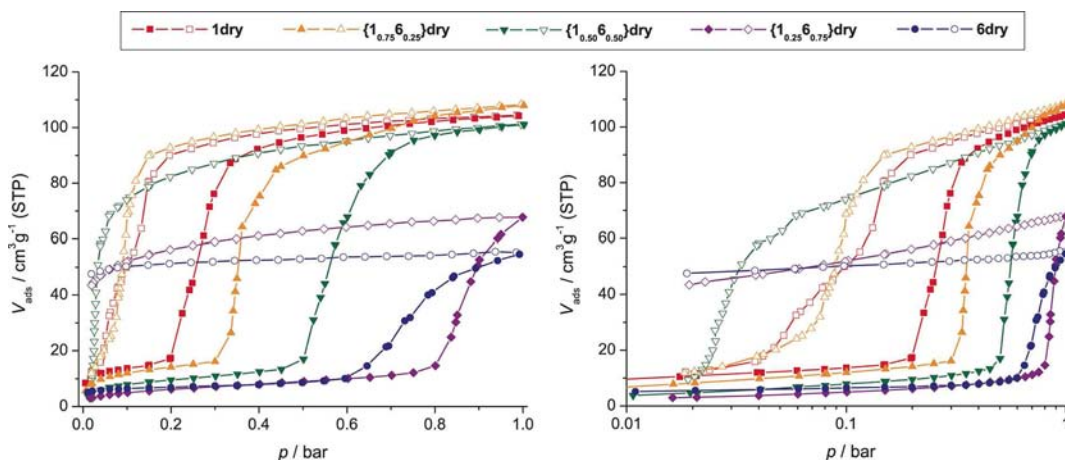 1dry {1₀.₇₅6₀.₂₅}dry {1₀.₅₀6₀.₅₀}dry {1₀.₂₅6₀.₇₅}dry 6dry
120
100
80
60
40
20
0
V_ads / cm³g⁻¹ (STP)
0.0 0.2 0.4 0.6 0.8 1.0
p / bar
120
100
80
60
40
20
0
V_ads / cm³g⁻¹ (STP)
0.01 0.1 1
p / bar